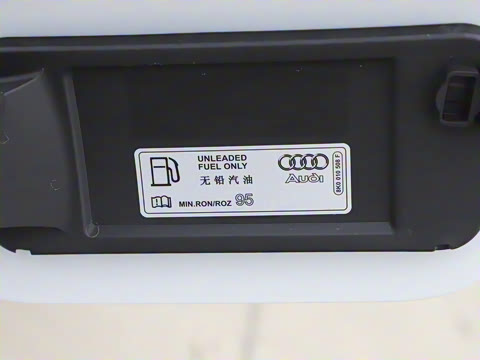 UNLEADED
FUEL ONLY
无铅汽油
MIN.RON/ROZ 95
Audi
8K0 010 508 F